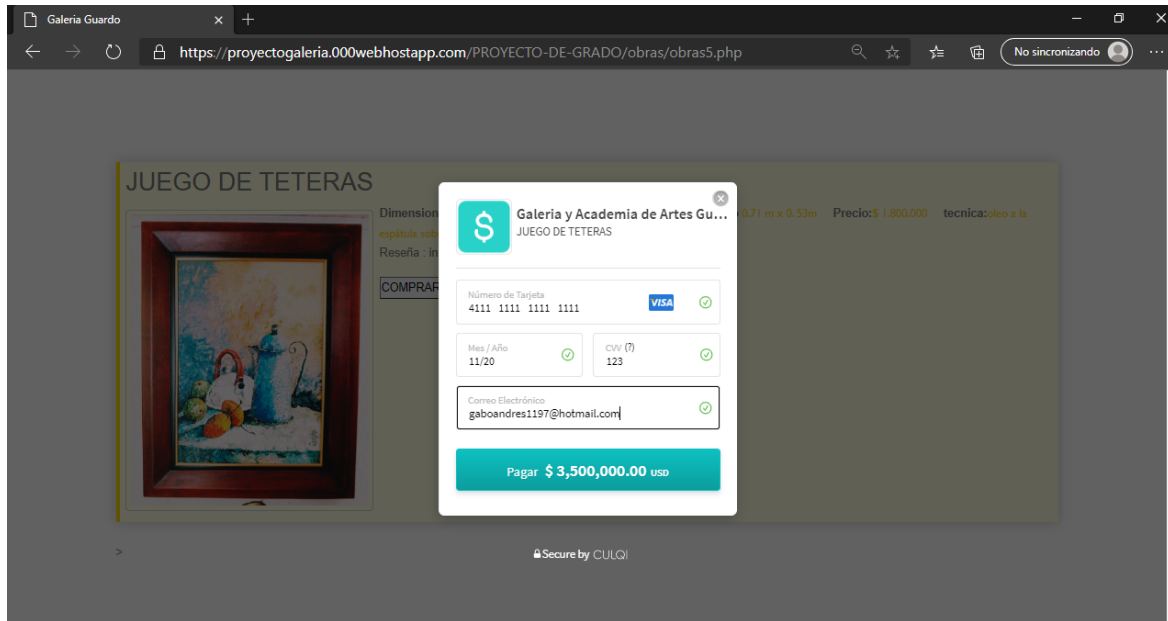 Galeria Guardo
https://proyectogaleria.000webhostapp.com/PROYECTO-DE-GRADO/obras/obras5.php
No sincronizando
JUEGO DE TETERAS
Dimension
0.71 m x 0.53m Precio:$ 1.800.000 tecnica:oleo a la
espátula sob
Reseña : in
COMPRAR
Galeria y Academia de Artes Gu...
JUEGO DE TETERAS
Número de Tarjeta
4111 1111 1111 1111
VISA
Mes / Año
11/20
CVV (?)
123
Correo Electrónico
gaboandres1197@hotmail.com
Pagar $ 3,500,000.00 USD
>
Secure by CULQI